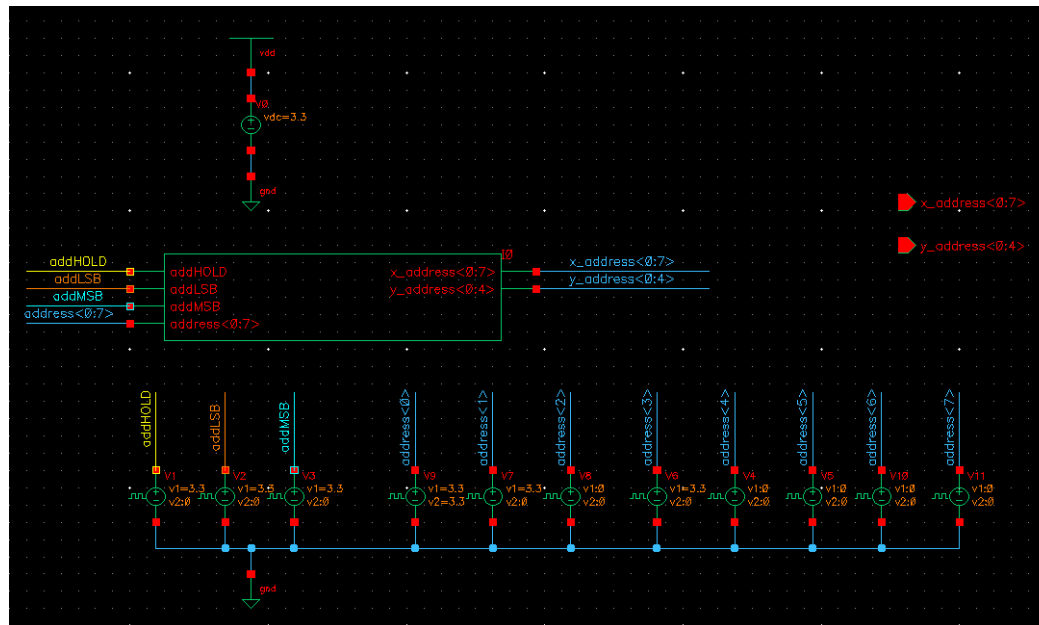 vdd
V0
vdc=3.3
gnd
x_address<0:7>
y_address<0:4>
I0
addHOLD
addLSB
addMSB
address<0:7>
addHOLD
addLSB
addMSB
address<0:7>
x_address<0:7>
y_address<0:4>
x_address<0:7>
y_address<0:4>
addHOLD
addLSB
addMSB
address<0>
address<1>
address<2>
address<3>
address<4>
address<5>
address<6>
address<7>
V1
v1=3.3
v2:0
V2
v1=3.3
v2:0
V3
v1=3.3
v2:0
V9
v1=3.3
v2=3.3
V7
v1=3.3
v2:0
v1:0
v2:0
V6
v1=3.3
v2:0
V4
v1:0
v2:0
V5
v1:0
v2:0
V10
v1:0
v2:0
V11
v1:0
v2:0
gnd